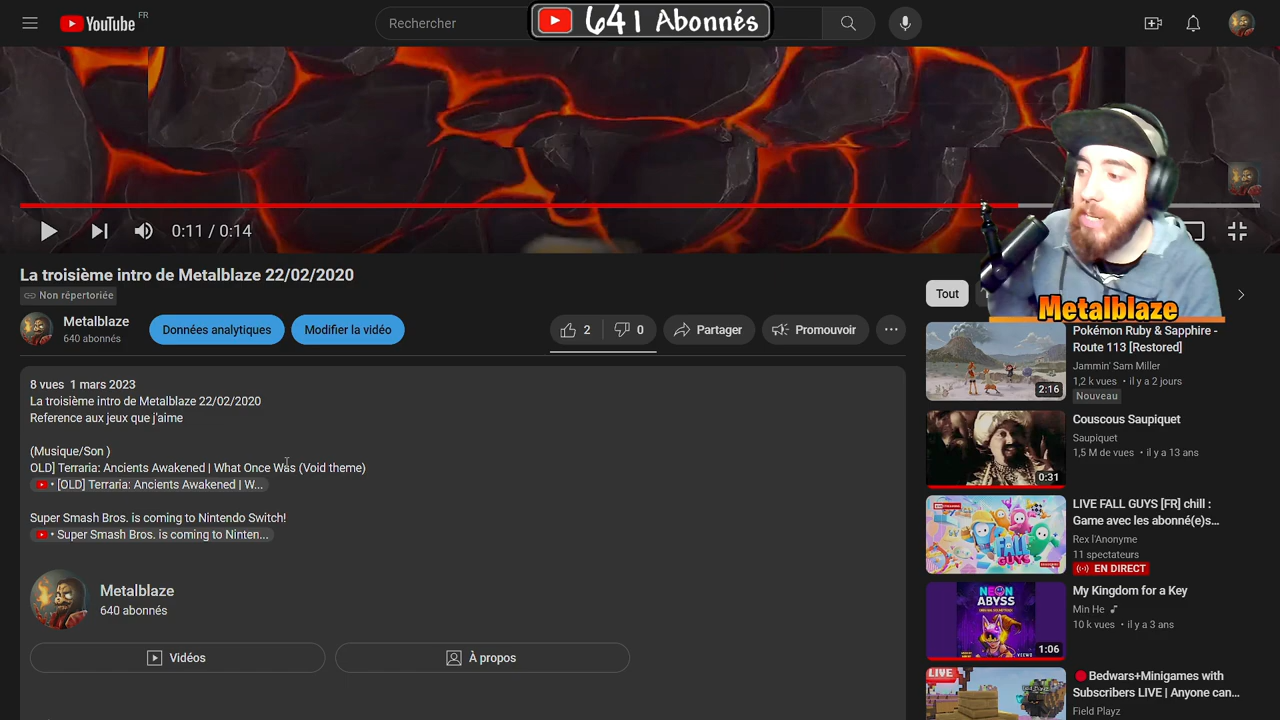 YouTube FR
Rechercher
641 Abonnés
0:11 / 0:14
La troisième intro de Metalblaze 22/02/2020
Non répertoriée
Metalblaze
640 abonnés
Données analytiques
Modifier la vidéo
2
0
Partager
Promouvoir
8 vues 1 mars 2023
La troisième intro de Metalblaze 22/02/2020
Reference aux jeux que j'aime
(Musique/Son )
OLD] Terraria: Ancients Awakened | What Once Was (Void theme)
• [OLD] Terraria: Ancients Awakened | W...
Super Smash Bros. is coming to Nintendo Switch!
• Super Smash Bros. is coming to Ninten...
Metalblaze
640 abonnés
Vidéos
À propos
Metalblaze
Tout
Pokémon Ruby & Sapphire -
Route 113 [Restored]
Jammin' Sam Miller
1,2 k vues • il y a 2 jours
Nouveau
2:16
Couscous Saupiquet
Saupiquet
1,5 M de vues • il y a 13 ans
0:31
LIVE FALL GUYS [FR] chill :
Game avec les abonné(e)s...
Rex l'Anonyme
11 spectateurs
EN DIRECT
FALL
GUYS
My Kingdom for a Key
Min He
10 k vues • il y a 3 ans
NEON
ABYSS
1:06
LIVE
Bedwars+Minigames with
Subscribers LIVE | Anyone can...
Field Playz